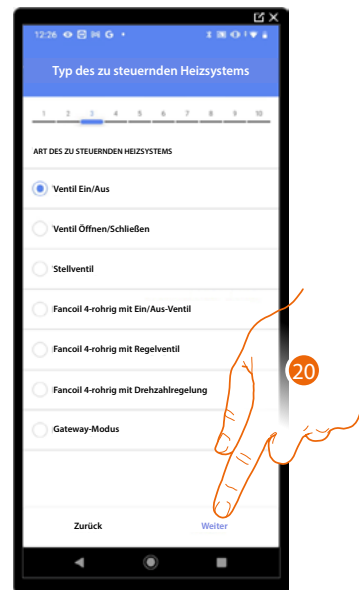 12:26
Typ des zu steuernden Heizsystems
1 2 3 4 5 6 7 8 9 10
ART DES ZU STEUERNDEN HEIZSYSTEMS
Ventil Ein/Aus
Ventil Öffnen/Schließen
Stellventil
Fancoil 4-rohrig mit Ein/Aus-Ventil
Fancoil 4-rohrig mit Regelventil
Fancoil 4-rohrig mit Drehzahlregelung
Gateway-Modus
20
Zurück Weiter